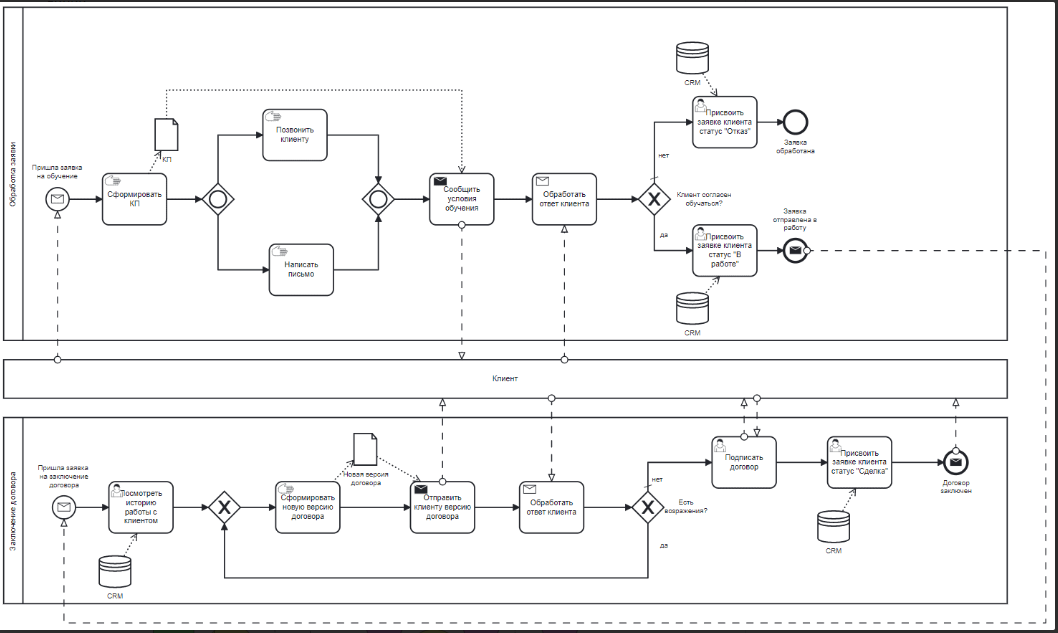 Обработка заявки
Пришла заявка
на обучение
Сформировать
КП
КП
Позвонить
клиенту
Написать
письмо
Сообщить
условия
обучения
Обработать
ответ клиента
Клиент согласен
обучаться?
нет
да
CRM
Присвоить
заявке клиента
статус "Отказ"
Заявка
обработана
Присвоить
заявке клиента
статус "В
работе"
CRM
Заявка
отправлена в
работу
Клиент
Заключение договора
Пришла заявка
на заключение
договора
Посмотреть
историю
работы с
клиентом
CRM
Сформировать
новую версию
договора
Новая версия
договора
Отправить
клиенту версию
договора
Обработать
ответ клиента
Есть
возражения?
нет
да
Подписать
договор
Присвоить
заявке клиента
статус "Сделка"
CRM
Договор
заключен